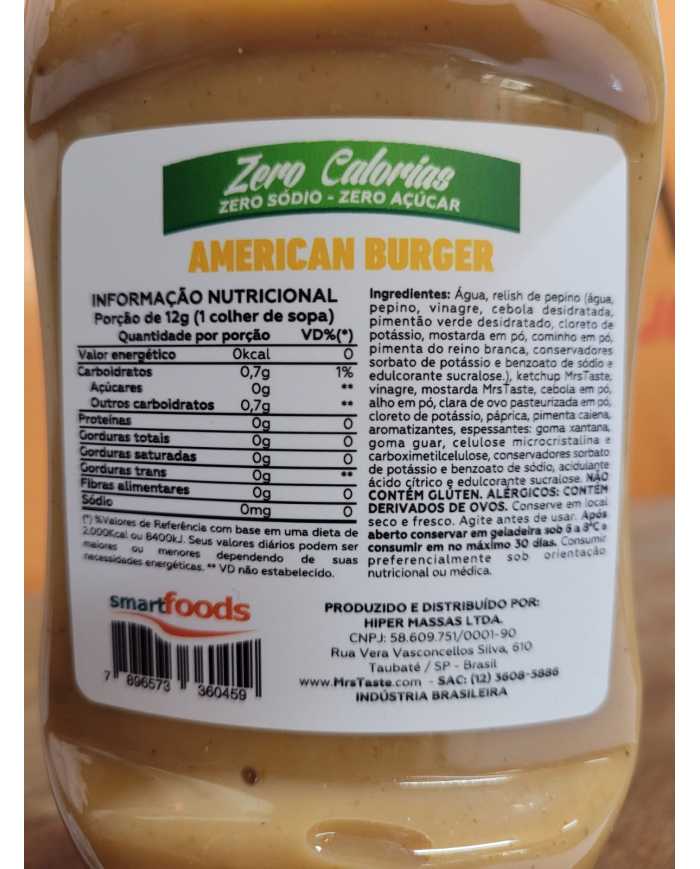 Zero Calorias
ZERO SÓDIO - ZERO AÇÚCAR
AMERICAN BURGER
INFORMAÇÃO NUTRICIONAL
Porção de 12g (1 colher de sopa)
Quantidade por porção VD%(*)
Valor energético 0kcal 0
Carboidratos 0,7g 1%
Açúcares 0g **
Outros carboidratos 0,7g **
Proteínas 0g 0
Gorduras totais 0g 0
Gorduras saturadas 0g 0
Gorduras trans 0g **
Fibras alimentares 0g 0
Sódio 0mg 0
(*) %Valores de Referência com base em uma dieta de
2.000Kcal ou 8400kJ. Seus valores diários podem ser
maiores ou menores dependendo de suas
necessidades energéticas. ** VD não estabelecido.
Ingredientes: Água, relish de pepino (água,
pepino, vinagre, cebola desidratada,
pimentão verde desidratado, cloreto de
potássio, mostarda em pó, cominho em pó,
pimenta do reino branca, conservadores
sorbato de potássio e benzoato de sódio e
edulcorante sucralose.), ketchup MrsTaste,
vinagre, mostarda MrsTaste, cebola em pó,
alho em pó, clara de ovo pasteurizada em pó,
cloreto de potássio, páprica, pimenta caiena,
aromatizantes, espessantes: goma xantana,
goma guar, celulose microcristalina e
carboximetilcelulose, conservadores sorbato
de potássio e benzoato de sódio, acidulante
ácido cítrico e edulcorante sucralose. NÃO
CONTÉM GLÚTEN. ALÉRGICOS: CONTÉM
DERIVADOS DE OVOS. Conserve em local
seco e fresco. Agite antes de usar. Após
aberto conservar em geladeira sob 6 a 8°C e
consumir em no máximo 30 dias. Consumir
preferencialmente sob orientação
nutricional ou médica.
smartfoods
7 896573 360459
PRODUZIDO E DISTRIBUÍDO POR:
HIPER MASSAS LTDA.
CNPJ: 58.609.751/0001-90
Rua Vera Vasconcellos Silva, 610
Taubaté / SP - Brasil
www.MrsTaste.com - SAC: (12) 3608-5886
INDÚSTRIA BRASILEIRA